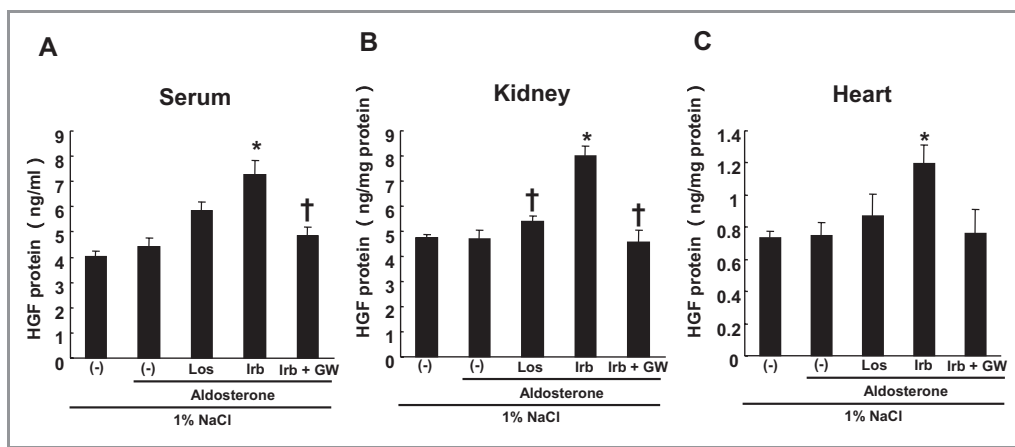 A
Serum
HGF protein ( ng/ml )
9
8
7
6
5
4
3
2
1
0
*
†
(-)
(-)
Los
Irb
Irb + GW
Aldosterone
1% NaCl
B
Kidney
HGF protein ( ng/mg protein )
9
8
7
6
5
4
3
2
1
0
†
*
†
(-)
(-)
Los
Irb
Irb + GW
Aldosterone
1% NaCl
C
Heart
HGF protein ( ng/mg protein )
1.4
1.2
1
0.8
0.6
0.4
0.2
0
*
(-)
(-)
Los
Irb
Irb + GW
Aldosterone
1% NaCl